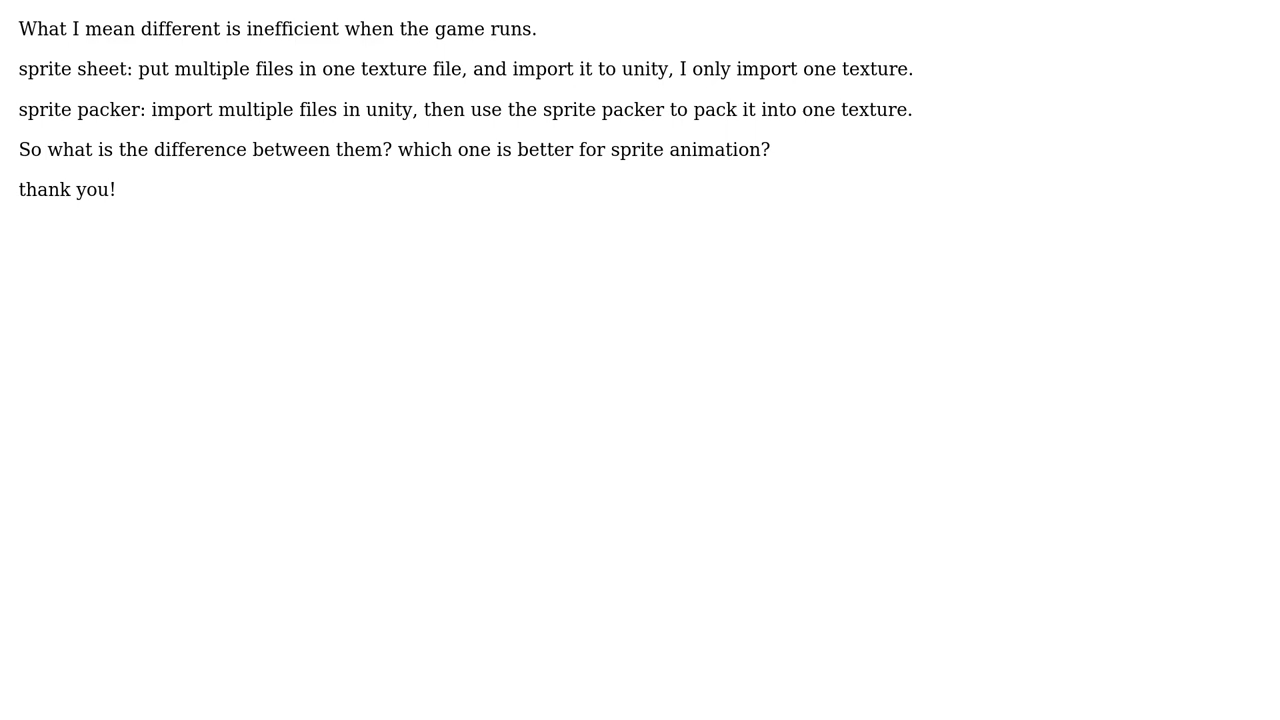 What I mean different is inefficient when the game runs.
sprite sheet: put multiple files in one texture file, and import it to unity, I only import one texture.
sprite packer: import multiple files in unity, then use the sprite packer to pack it into one texture.
So what is the difference between them? which one is better for sprite animation?
thank you!